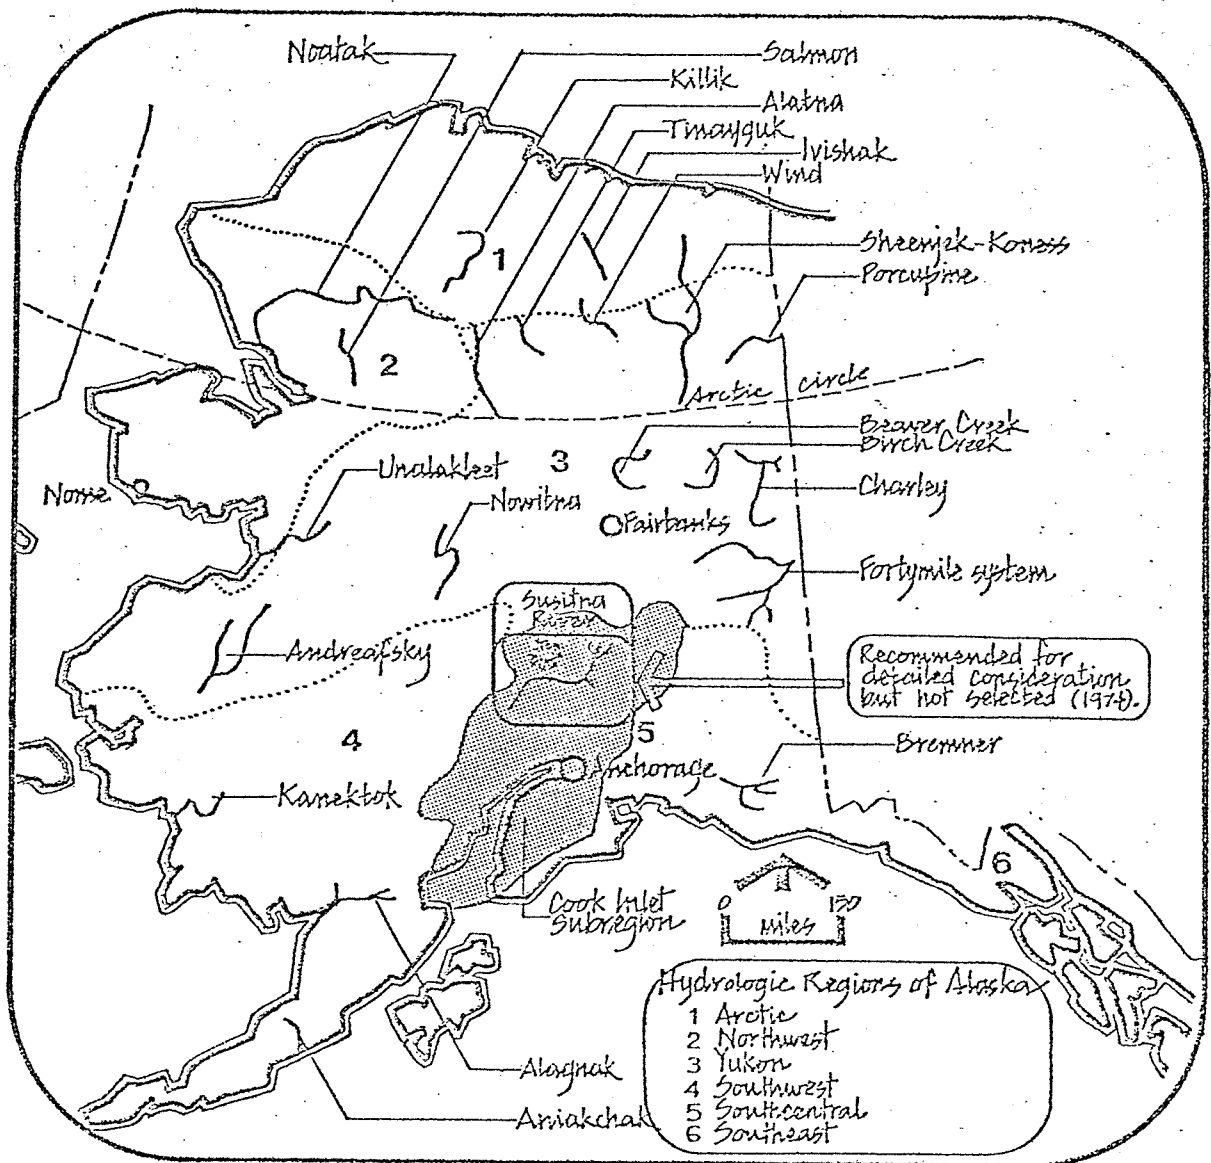 Noatak
Salmon
Killik
Alatna
Tinayguk
Ivishak
Wind
1
Sheenjek-Koness
Porcupine
2
Arctic circle
Beaver Creek
Birch Creek
3
Unalakleet
Charley
Nome
Nowitna
Fairbanks
Fortymile system
Susitna
River
Andreafsky
Recommended for
detailed consideration
but not selected (1974).
5
4
Bremner
Anchorage
Kanektok
6
0 150
miles
Cook Inlet
subregion
Hydrologic Regions of Alaska
1 Arctic
2 Northwest
3 Yukon
4 Southwest
5 Southcentral
6 Southeast
Alagnak
Aniakchak